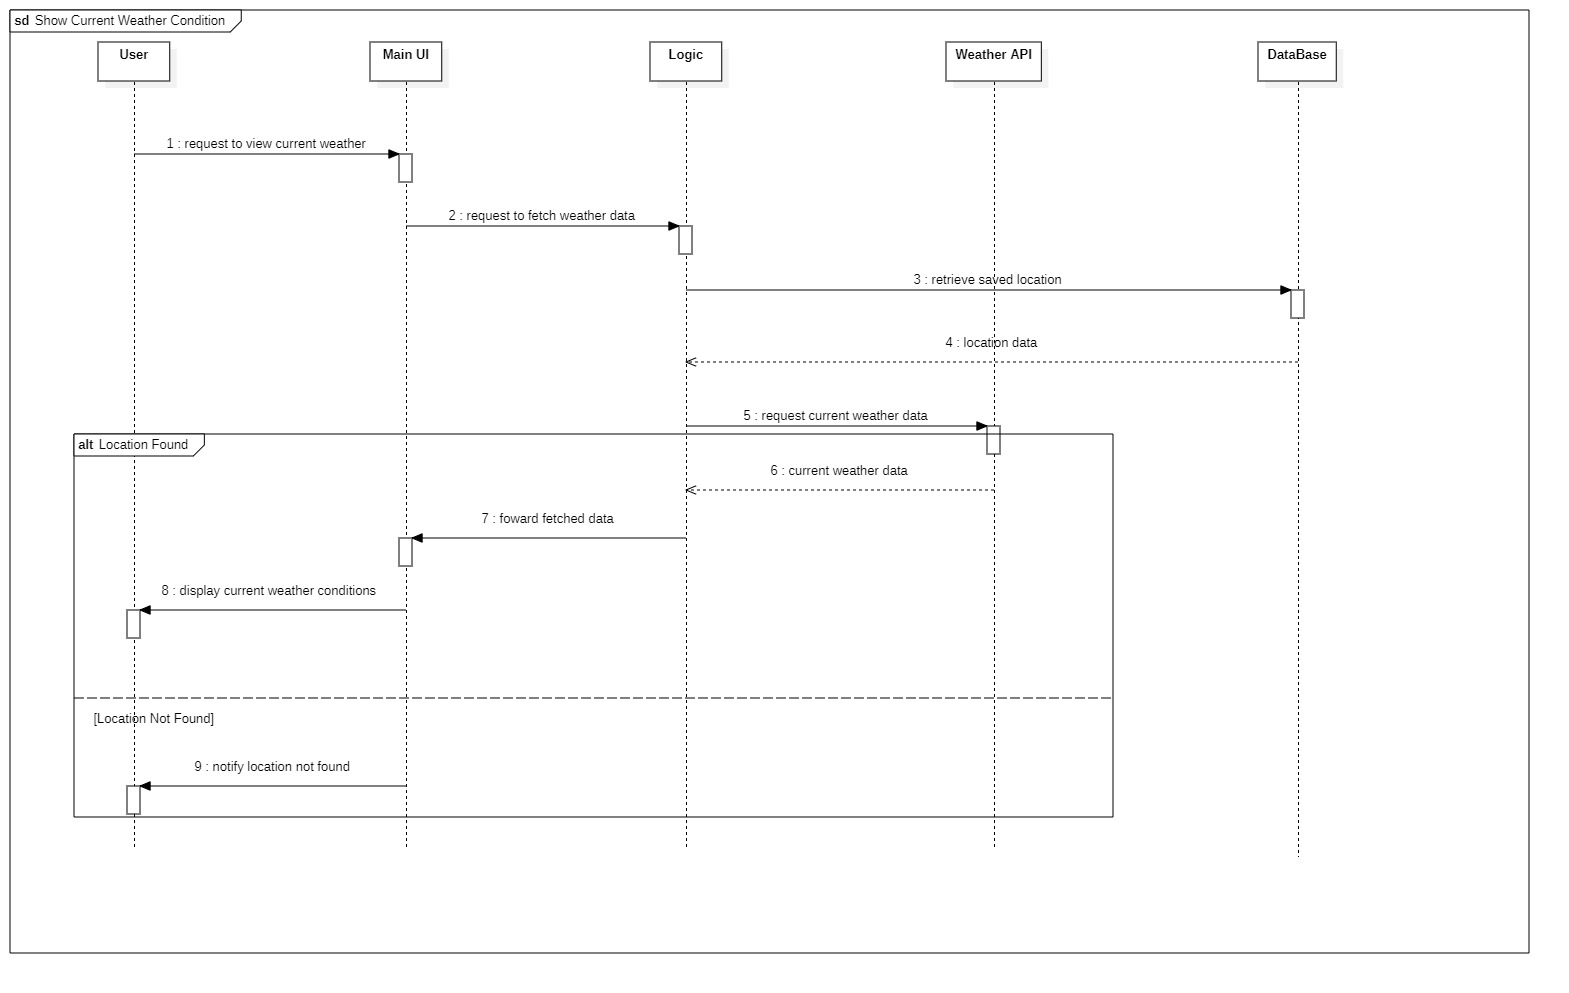 sd Show Current Weather Condition
User
Main UI
Logic
Weather API
DataBase
1 : request to view current weather
2 : request to fetch weather data
3 : retrieve saved location
4 : location data
5 : request current weather data
alt Location Found
6 : current weather data
7 : foward fetched data
8 : display current weather conditions
[Location Not Found]
9 : notify location not found